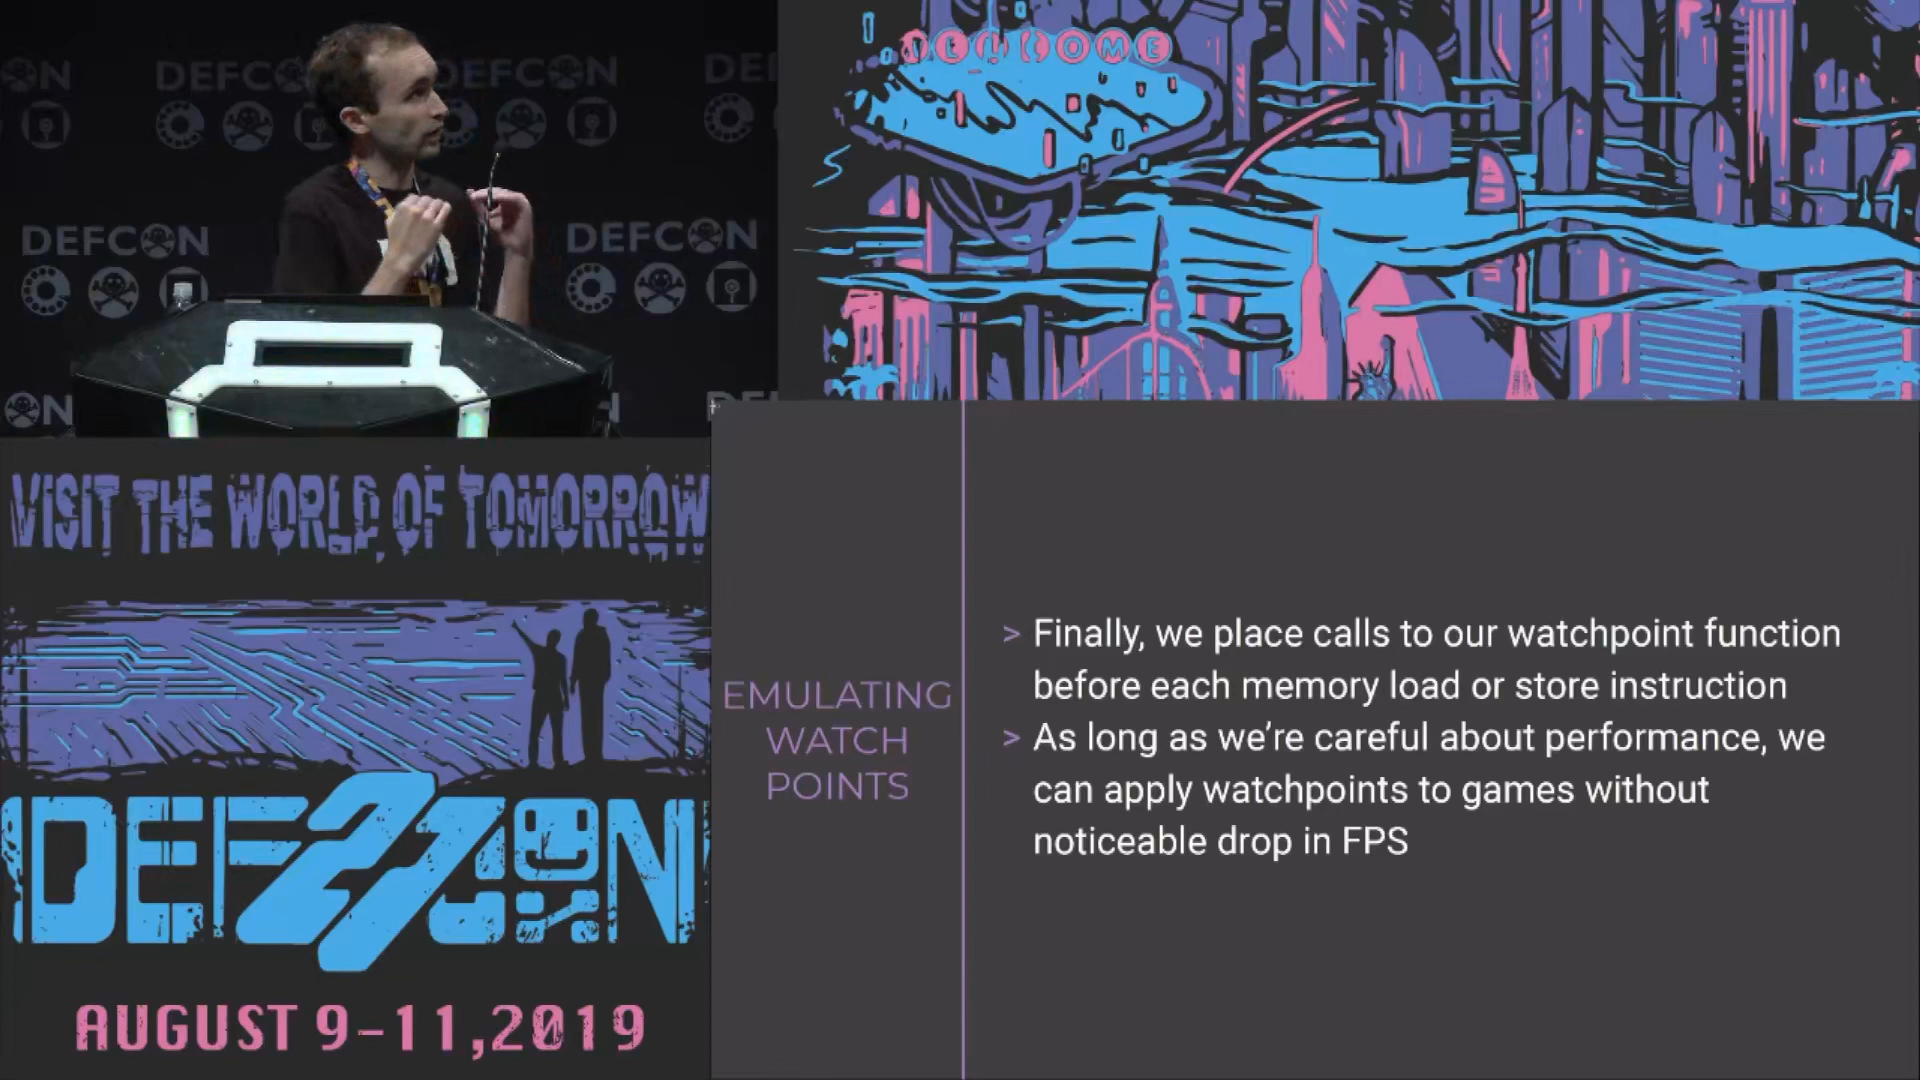 WELCOME
DEFCON
DEFCON
DEFCON
DEFCON
VISIT THE WORLD OF TOMORROW
DEFCON
27
AUGUST 9-11,2019
EMULATING
WATCH
POINTS
> Finally, we place calls to our watchpoint function
before each memory load or store instruction
> As long as we’re careful about performance, we
can apply watchpoints to games without
noticeable drop in FPS